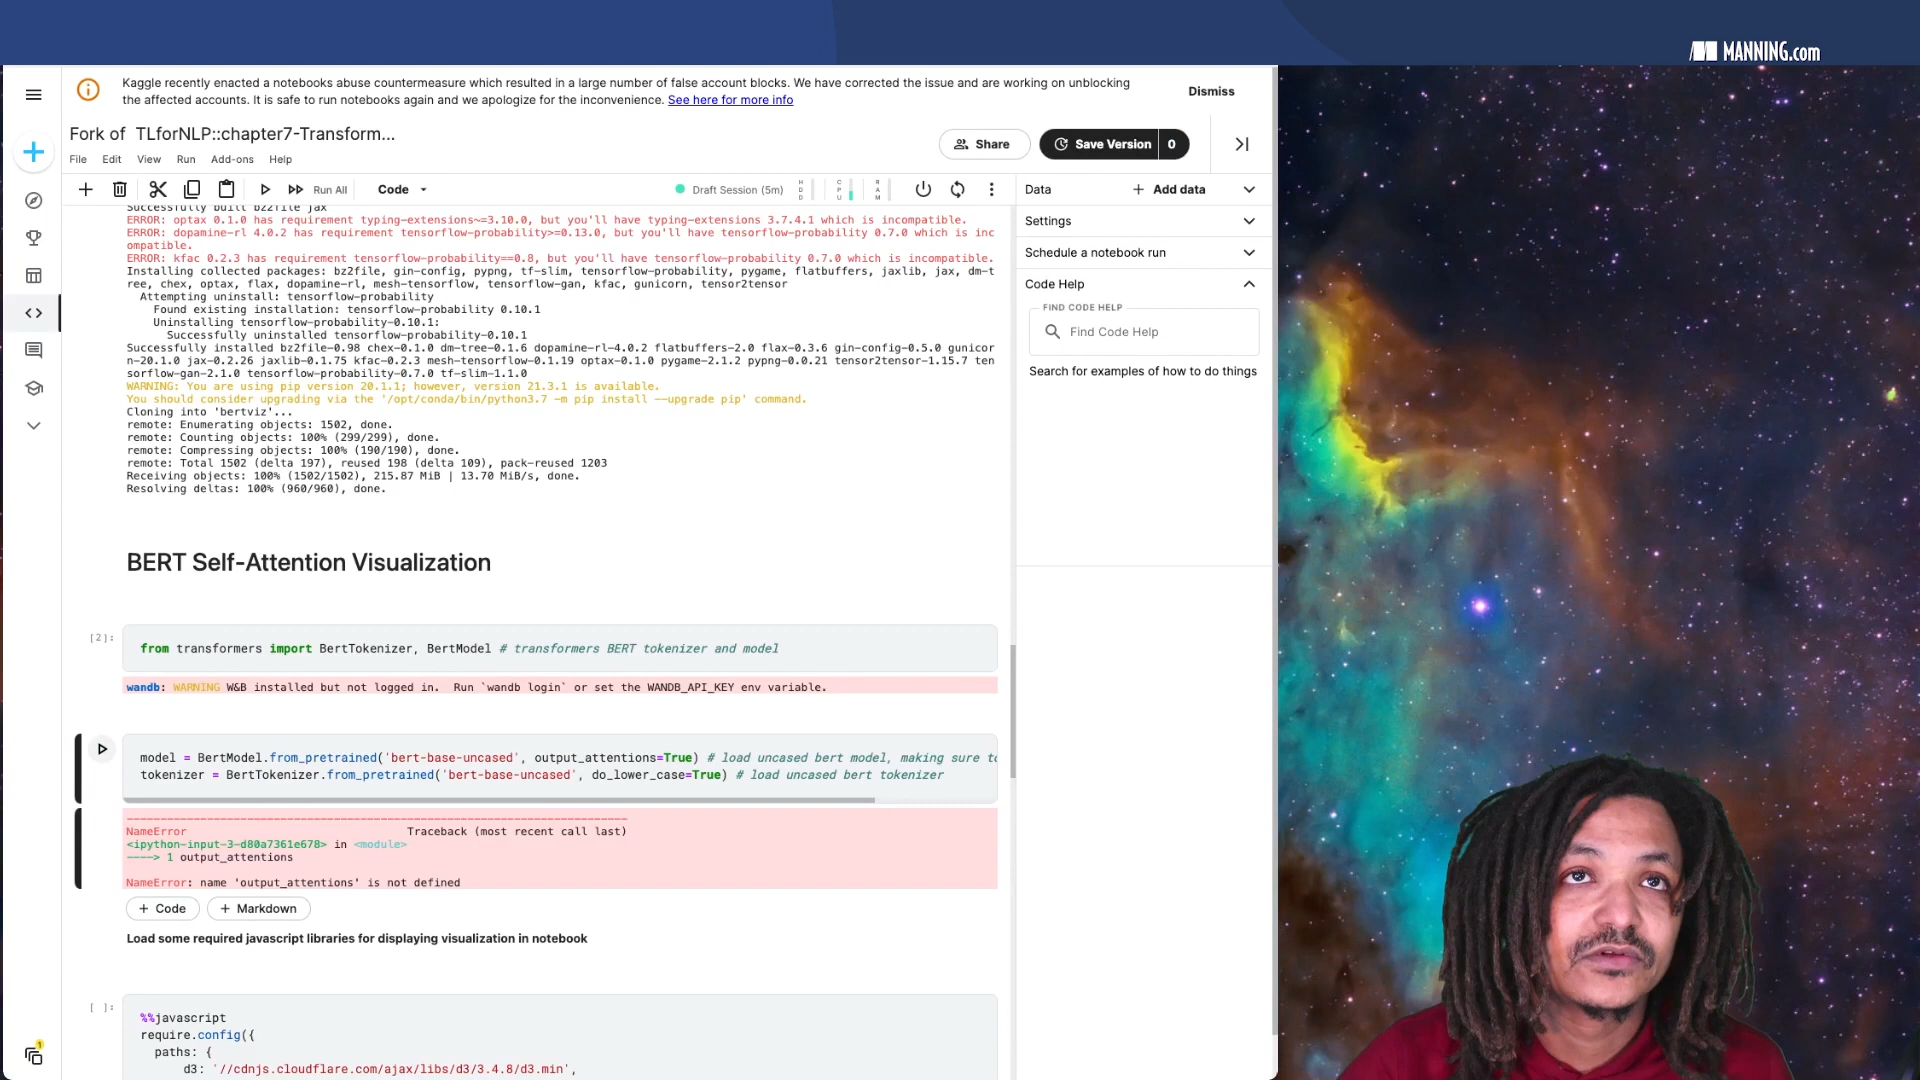 MANNING.com
Kaggle recently enacted a notebooks abuse countermeasure which resulted in a large number of false account blocks. We have corrected the issue and are working on unblocking
the affected accounts. It is safe to run notebooks again and we apologize for the inconvenience. See here for more info
Dismiss
Fork of TLforNLP::chapter7-Transform...
Share
Save Version
0
File Edit View Run Add-ons Help
Run All
Code
Draft Session (5m)
HDD
CPU
RAM
Data
Add data
Settings
Schedule a notebook run
Code Help
FIND CODE HELP
Find Code Help
Search for examples of how to do things
Successfully built bz2file jax
ERROR: optax 0.1.0 has requirement typing-extensions~=3.10.0, but you'll have typing-extensions 3.7.4.1 which is incompatible.
ERROR: dopamine-rl 4.0.2 has requirement tensorflow-probability>=0.13.0, but you'll have tensorflow-probability 0.7.0 which is inc
ompatible.
ERROR: kfac 0.2.3 has requirement tensorflow-probability==0.8, but you'll have tensorflow-probability 0.7.0 which is incompatible.
Installing collected packages: bz2file, gin-config, pypng, tf-slim, tensorflow-probability, pygame, flatbuffers, jaxlib, jax, dm-t
ree, chex, optax, flax, dopamine-rl, mesh-tensorflow, tensorflow-gan, kfac, gunicorn, tensor2tensor
Attempting uninstall: tensorflow-probability
Found existing installation: tensorflow-probability 0.10.1
Uninstalling tensorflow-probability-0.10.1:
Successfully uninstalled tensorflow-probability-0.10.1
Successfully installed bz2file-0.98 chex-0.1.0 dm-tree-0.1.6 dopamine-rl-4.0.2 flatbuffers-2.0 flax-0.3.6 gin-config-0.5.0 gunicor
n-20.1.0 jax-0.2.26 jaxlib-0.1.75 kfac-0.2.3 mesh-tensorflow-0.1.19 optax-0.1.0 pygame-2.1.2 pypng-0.0.21 tensor2tensor-1.15.7 ten
sorflow-gan-2.1.0 tensorflow-probability-0.7.0 tf-slim-1.1.0
WARNING: You are using pip version 20.1.1; however, version 21.3.1 is available.
You should consider upgrading via the '/opt/conda/bin/python3.7 -m pip install --upgrade pip' command.
Cloning into 'bertviz'...
remote: Enumerating objects: 1502, done.
remote: Counting objects: 100% (299/299), done.
remote: Compressing objects: 100% (190/190), done.
remote: Total 1502 (delta 197), reused 198 (delta 109), pack-reused 1203
Receiving objects: 100% (1502/1502), 215.87 MiB | 13.70 MiB/s, done.
Resolving deltas: 100% (960/960), done.
BERT Self-Attention Visualization
[2]:
from transformers import BertTokenizer, BertModel # transformers BERT tokenizer and model
wandb: WARNING W&B installed but not logged in. Run `wandb login` or set the WANDB_API_KEY env variable.
model = BertModel.from_pretrained('bert-base-uncased', output_attentions=True) # load uncased bert model, making sure to
tokenizer = BertTokenizer.from_pretrained('bert-base-uncased', do_lower_case=True) # load uncased bert tokenizer
---------------------------------------------------------------------------
NameError Traceback (most recent call last)
<ipython-input-3-d80a7361e678> in <module>
----> 1 output_attentions
NameError: name 'output_attentions' is not defined
+ Code + Markdown
Load some required javascript libraries for displaying visualization in notebook
[ ]:
%%javascript
require.config({
paths: {
d3: '//cdnjs.cloudflare.com/ajax/libs/d3/3.4.8/d3.min',
1